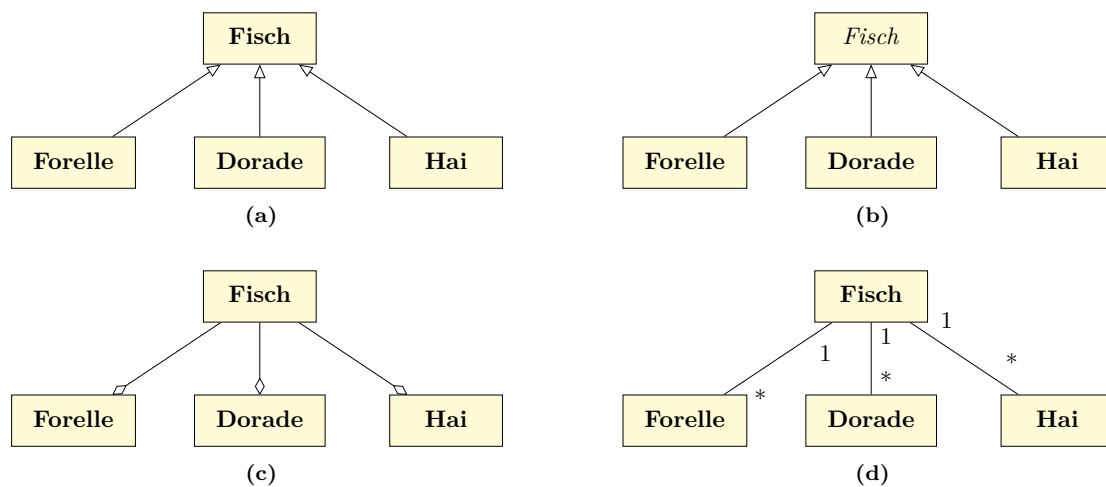 Fisch
Fisch
Forelle Dorade Hai
Forelle Dorade Hai
(a)
(b)
Fisch
Fisch
1 1 1
* * *
Forelle Dorade Hai
Forelle Dorade Hai
(c)
(d)